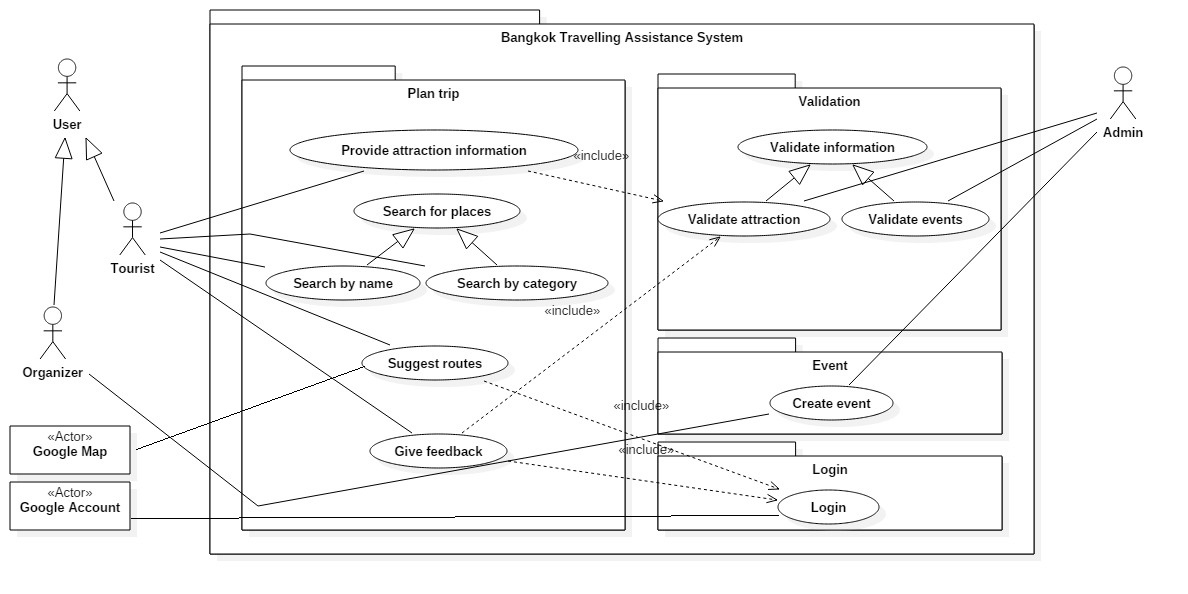 Bangkok Travelling Assistance System
Plan trip
Validation
User
Admin
Provide attraction information
«include»
Validate information
Search for places
Validate attraction
Validate events
Tourist
Search by name
Search by category
«include»
Organizer
Suggest routes
Event
Create event
«include»
«Actor»
Google Map
Give feedback
«include»
Login
«Actor»
Google Account
Login